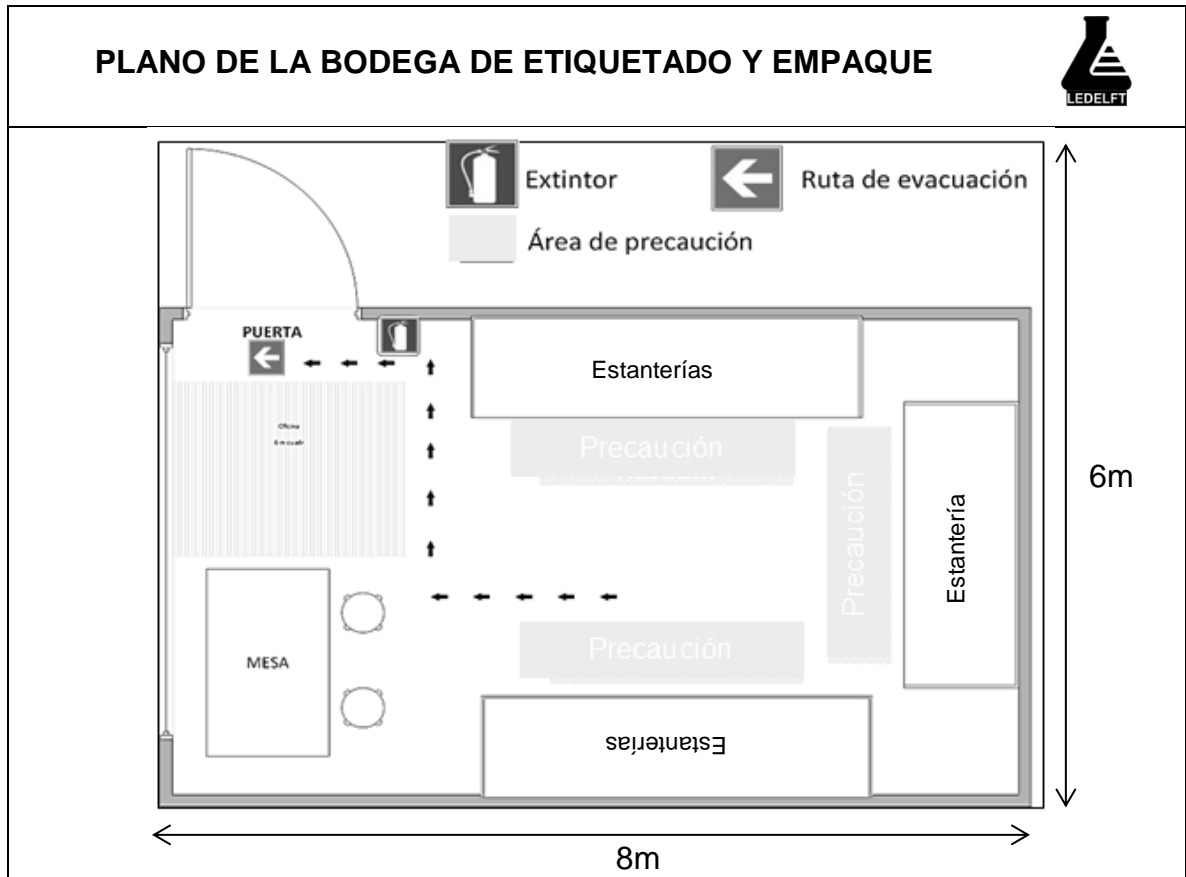 PLANO DE LA BODEGA DE ETIQUETADO Y EMPAQUE
LEDELFT
Extintor
Ruta de evacuación
Área de precaución
PUERTA
Estanterías
Oficina
Precaución
Precaución
Estantería
6m
Precaución
MESA
Estanterías
8m